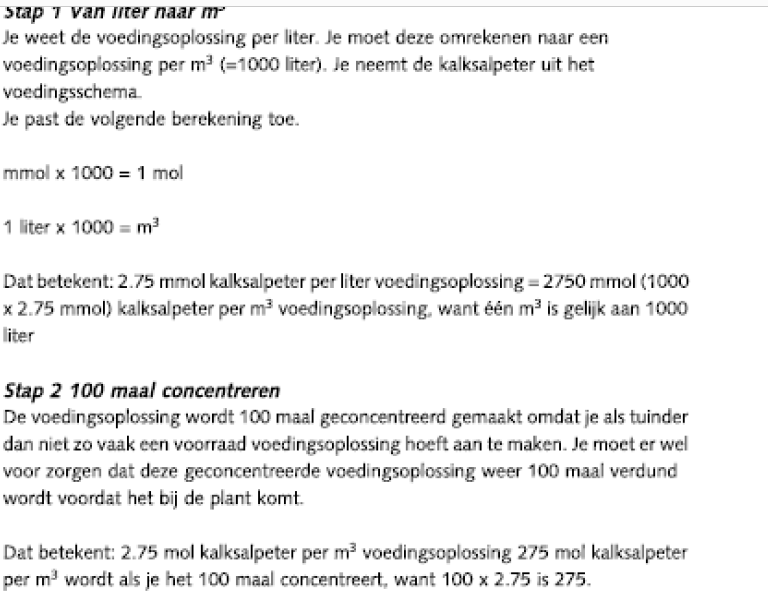 Stap 1 Van liter naar m³
Je weet de voedingsoplossing per liter. Je moet deze omrekenen naar een
voedingsoplossing per m³ (=1000 liter). Je neemt de kalksalpeter uit het
voedingsschema.
Je past de volgende berekening toe.
mmol x 1000 = 1 mol
1 liter x 1000 = m³
Dat betekent: 2.75 mmol kalksalpeter per liter voedingsoplossing = 2750 mmol (1000
x 2.75 mmol) kalksalpeter per m³ voedingsoplossing, want één m³ is gelijk aan 1000
liter
Stap 2 100 maal concentreren
De voedingsoplossing wordt 100 maal geconcentreerd gemaakt omdat je als tuinder
dan niet zo vaak een voorraad voedingsoplossing hoeft aan te maken. Je moet er wel
voor zorgen dat deze geconcentreerde voedingsoplossing weer 100 maal verdund
wordt voordat het bij de plant komt.
Dat betekent: 2.75 mol kalksalpeter per m³ voedingsoplossing 275 mol kalksalpeter
per m³ wordt als je het 100 maal concentreert, want 100 x 2.75 is 275.